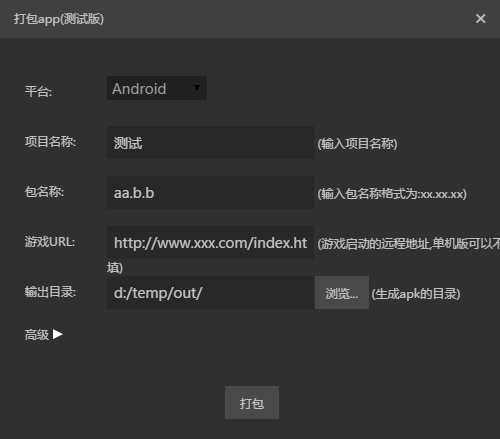 打包app(测试版)
平台: Android
项目名称: 测试 (输入项目名称)
包名称: aa.b.b (输入包名称格式为:xx.xx.xx)
游戏URL: http://www.xxx.com/index.ht (游戏启动的远程地址,单机版可以不
填)
输出目录: d:/temp/out/ 浏览... (生成apk的目录)
高级
打包